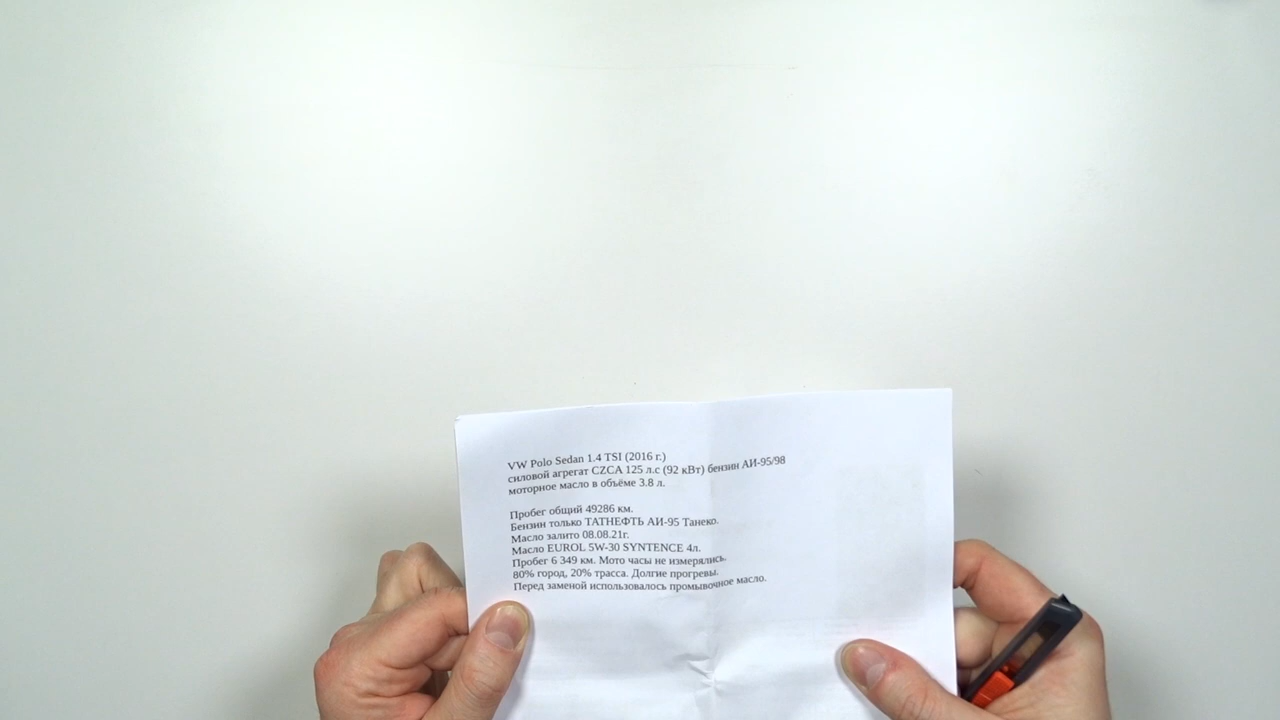 VW Polo Sedan 1.4 TSI (2016 г.)
силовой агрегат CZCA 125 л.с (92 кВт) бензин АИ-95/98
моторное масло в объёме 3.8 л.
Пробег общий 49286 км.
Бензин только ТАТНЕФТЬ АИ-95 Танеко.
Масло залито 08.08.21г.
Масло EUROL 5W-30 SYNTENCE 4л.
Пробег 6 349 км. Мото часы не измерялись.
80% город, 20% трасса. Долгие прогревы.
Перед заменой использовалось промывочное масло.